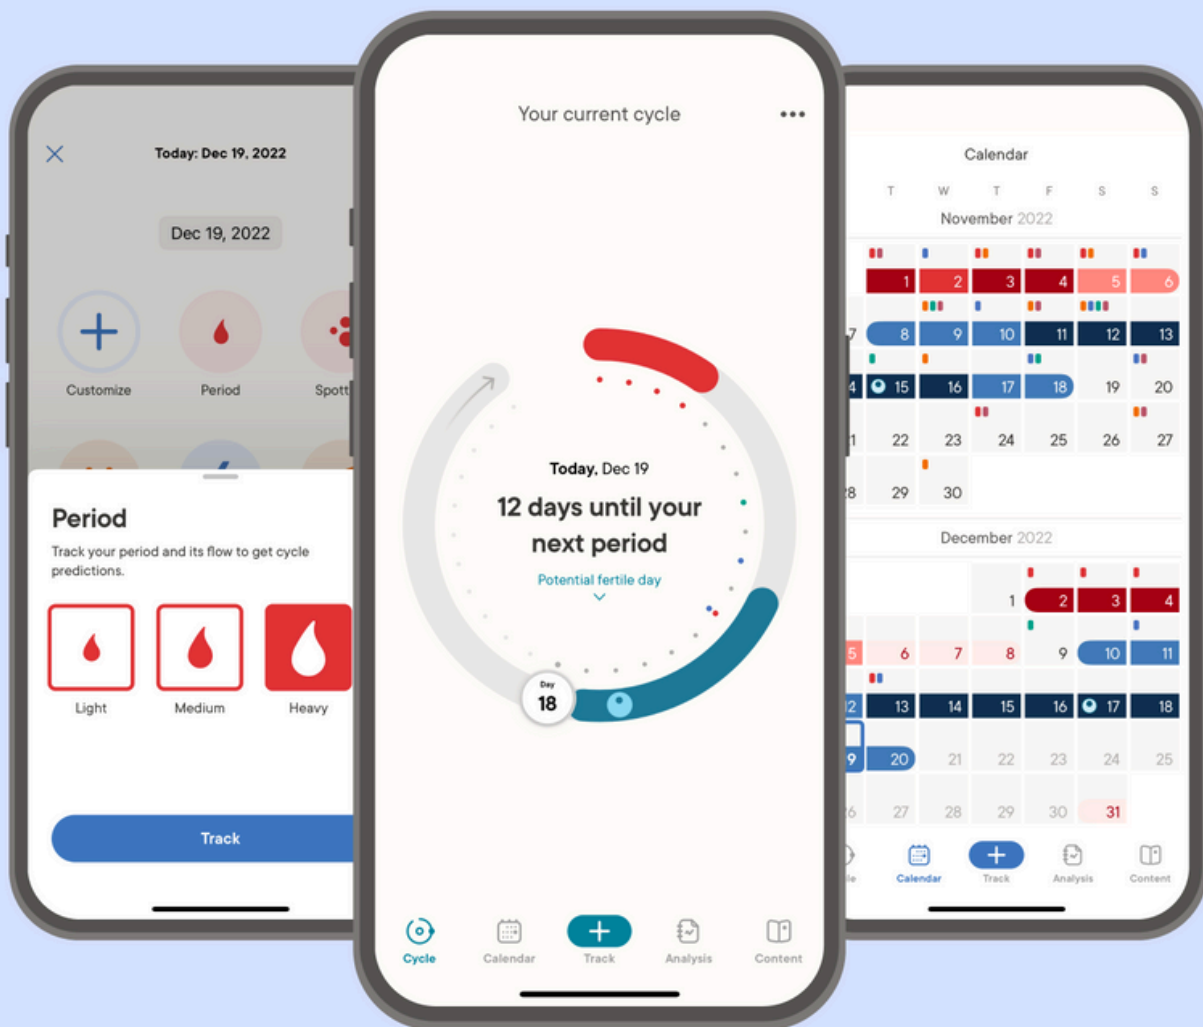 Today: Dec 19, 2022
Dec 19, 2022
Customize
Period
Period
Track your period and its flow to get cycle
predictions.
Light
Medium
Heavy
Track
Your current cycle
Today, Dec 19
12 days until your
next period
Potential fertile day
Day
18
Cycle
Calendar
Track
Analysis
Content
Calendar
T W T F S S
November 2022
1 2 3 4 5 6
7 8 9 10 11 12 13
4 15 16 17 18 19 20
22 23 24 25 26 27
28 29 30
December 2022
1 2 3 4
5 6 7 8 9 10 11
12 13 14 15 16 17 18
9 20 21 22 23 24 25
27 28 29 30 31
Calendar
Track
Analysis
Content